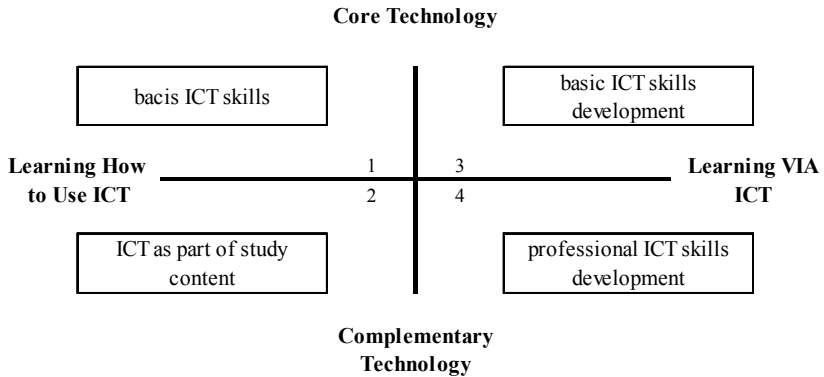 Core Technology
bacis ICT skills
basic ICT skills
development
Learning How
to Use ICT
1
3
2
4
Learning VIA
ICT
ICT as part of study
content
professional ICT skills
development
Complementary
Technology